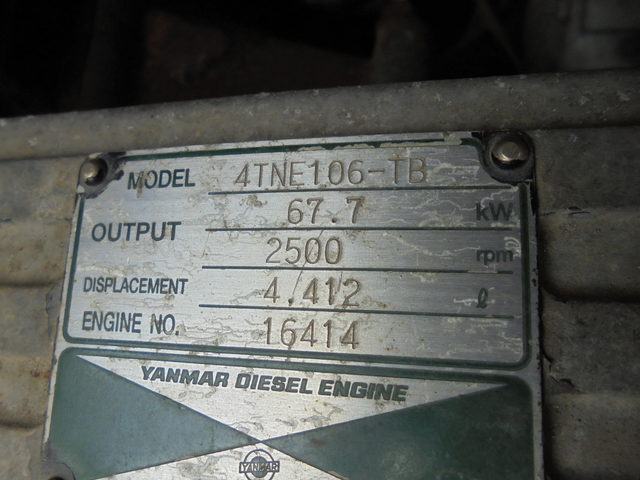 MODEL 4TNE106-TB
OUTPUT 67.7 kW
2500 rpm
DISPLACEMENT 4.412 ℓ
ENGINE NO. 16414
YANMAR DIESEL ENGINE
YANMAR